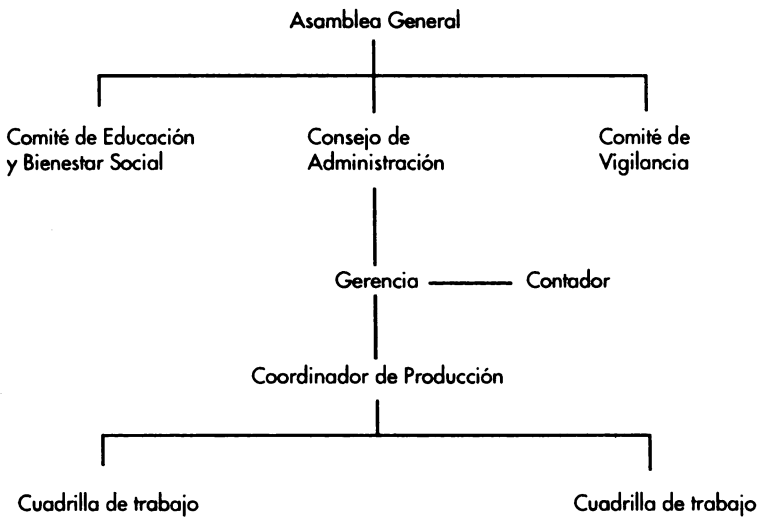 Asamblea General
Comité de Educación
y Bienestar Social
Consejo de
Administración
Comité de
Vigilancia
Gerencia
Contador
Coordinador de Producción
Cuadrilla de trabajo
Cuadrilla de trabajo